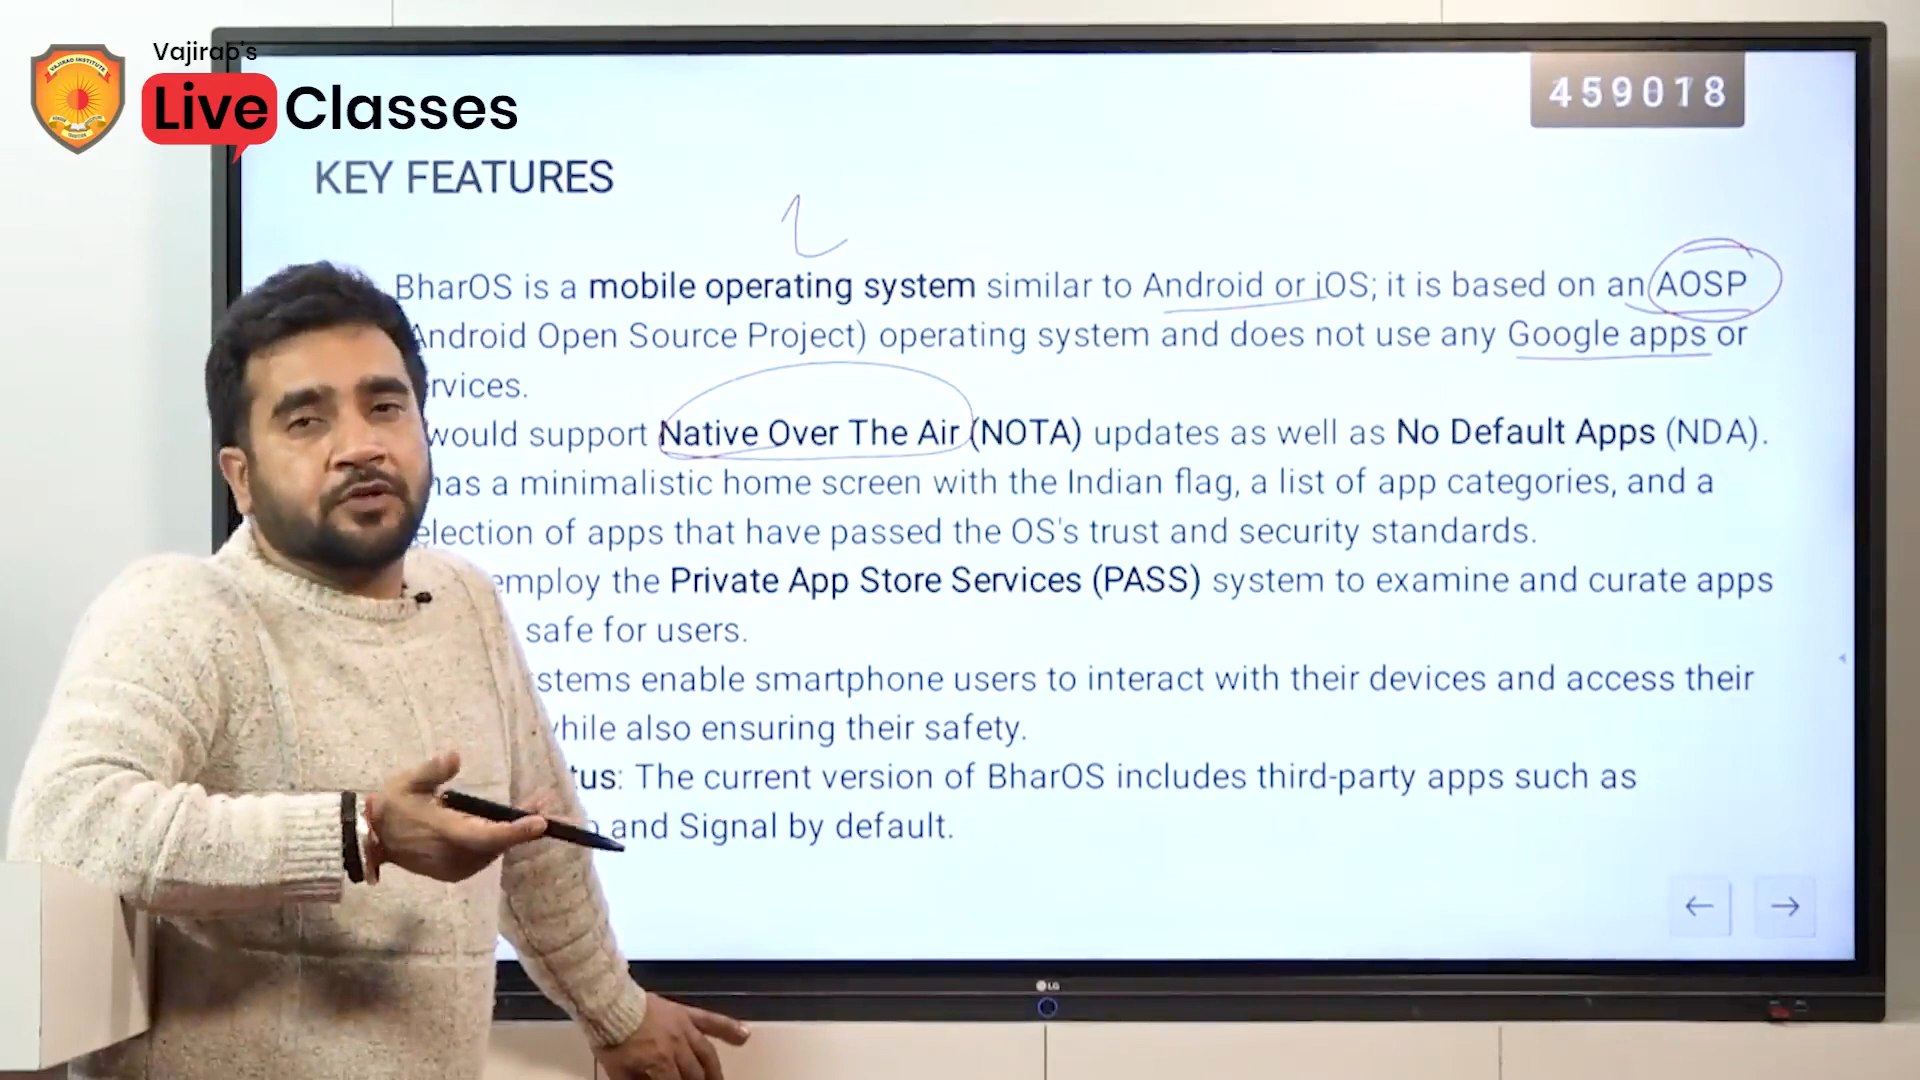 Vajirao's
Live Classes
VAJIRAO INSTITUTE
459018
KEY FEATURES
BharOS is a mobile operating system similar to Android or iOS; it is based on an AOSP
Android Open Source Project) operating system and does not use any Google apps or
rvices.
would support Native Over The Air (NOTA) updates as well as No Default Apps (NDA).
has a minimalistic home screen with the Indian flag, a list of app categories, and a
election of apps that have passed the OS's trust and security standards.
employ the Private App Store Services (PASS) system to examine and curate apps
safe for users.
stems enable smartphone users to interact with their devices and access their
while also ensuring their safety.
tus: The current version of BharOS includes third-party apps such as
and Signal by default.
LG